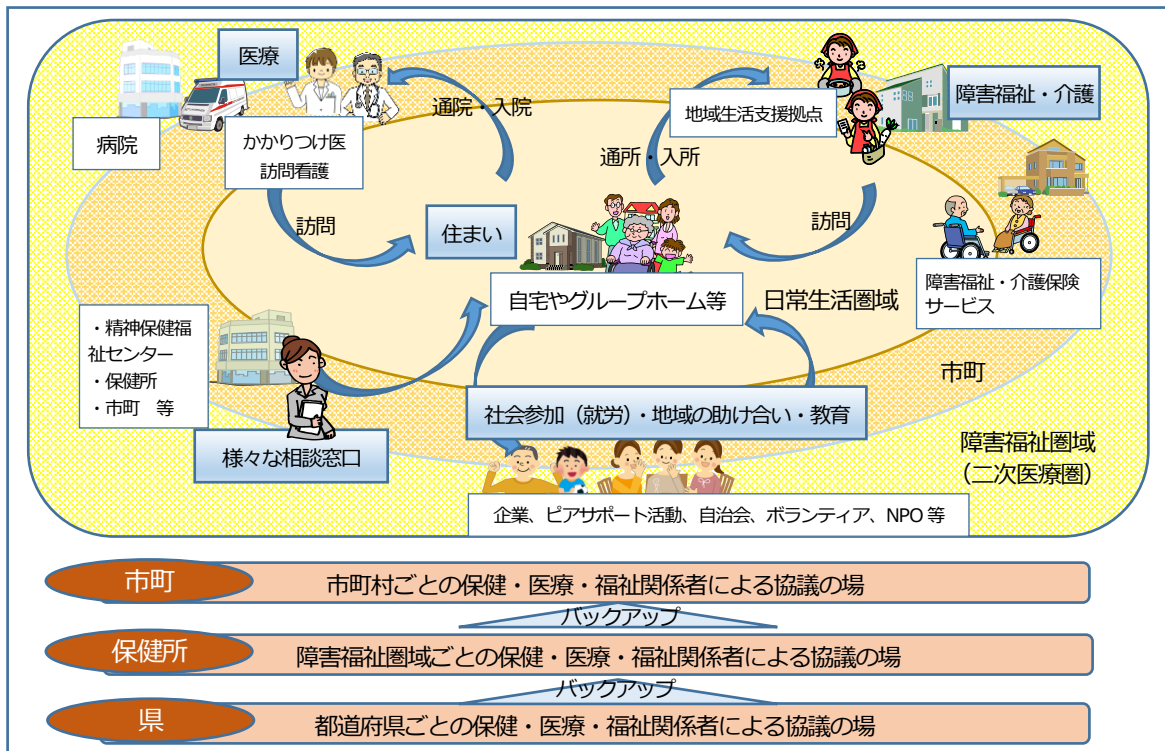 医療
病院
かかりつけ医
訪問看護
通院・入院
地域生活支援拠点
障害福祉・介護
通所・入所
訪問
住まい
訪問
自宅やグループホーム等
日常生活圏域
障害福祉・介護保険
サービス
・精神保健福
祉センター
・保健所
・市町　等
市町
社会参加（就労）・地域の助け合い・教育
様々な相談窓口
障害福祉圏域
（二次医療圏）
企業、ピアサポート活動、自治会、ボランティア、NPO 等
市町
市町村ごとの保健・医療・福祉関係者による協議の場
バックアップ
保健所
障害福祉圏域ごとの保健・医療・福祉関係者による協議の場
バックアップ
県
都道府県ごとの保健・医療・福祉関係者による協議の場